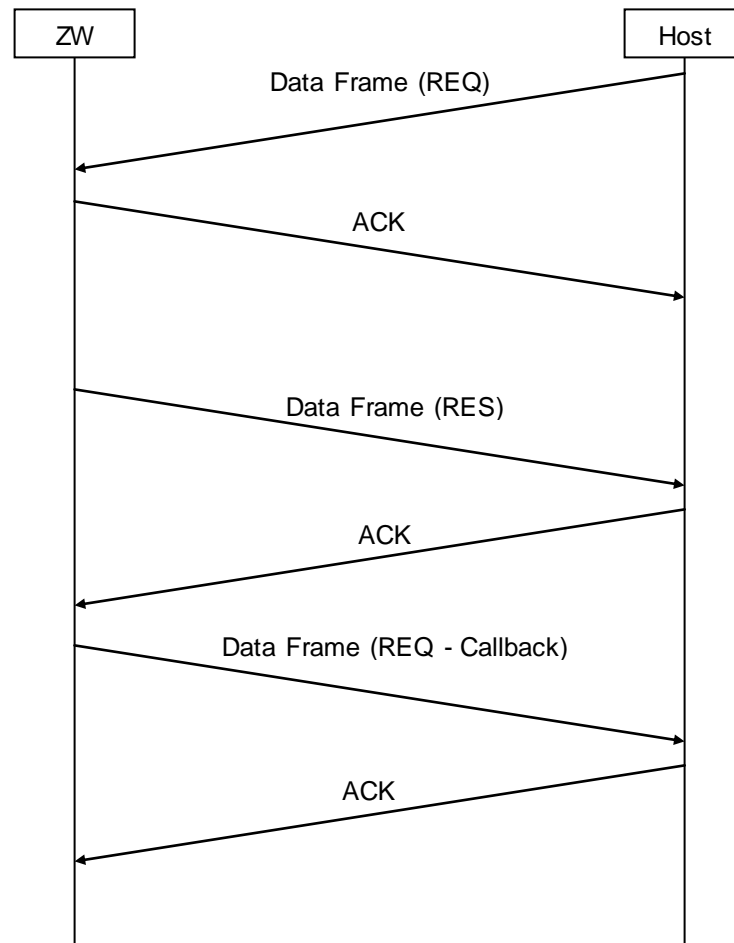 ZW
Host
Data Frame (REQ)
ACK
Data Frame (RES)
ACK
Data Frame (REQ - Callback)
ACK